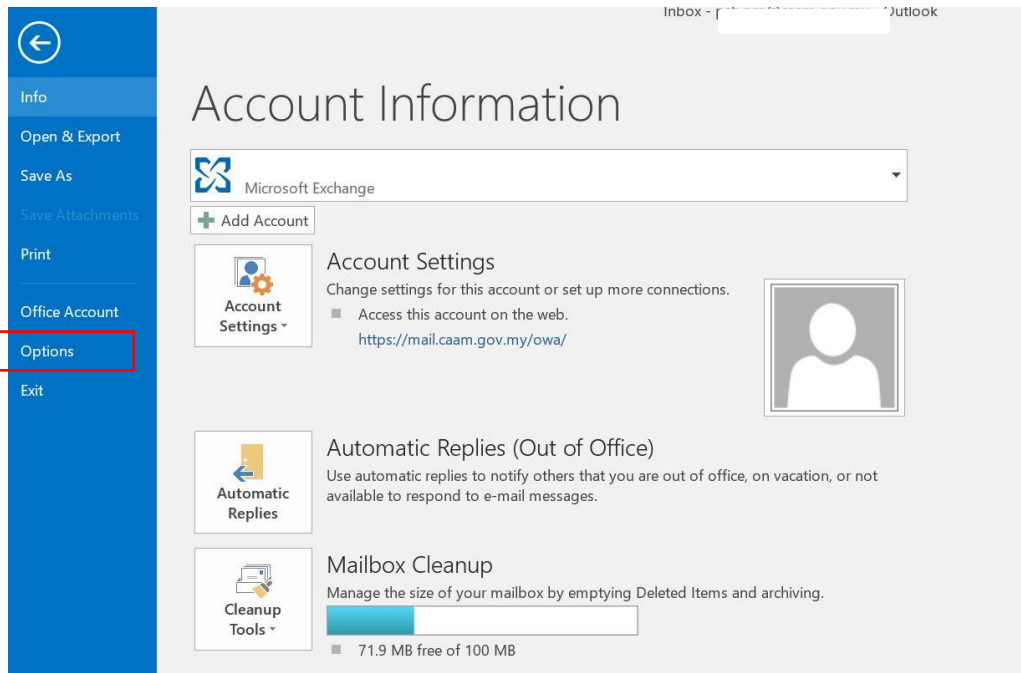 Inbox - Outlook
Info
Open & Export
Save As
Save Attachments
Print
Office Account
Options
Exit
Account Information
Microsoft Exchange
Add Account
Account
Settings
Account Settings
Change settings for this account or set up more connections.
Access this account on the web.
https://mail.caam.gov.my/owa/
Automatic
Replies
Automatic Replies (Out of Office)
Use automatic replies to notify others that you are out of office, on vacation, or not
available to respond to e-mail messages.
Cleanup
Tools
Mailbox Cleanup
Manage the size of your mailbox by emptying Deleted Items and archiving.
71.9 MB free of 100 MB